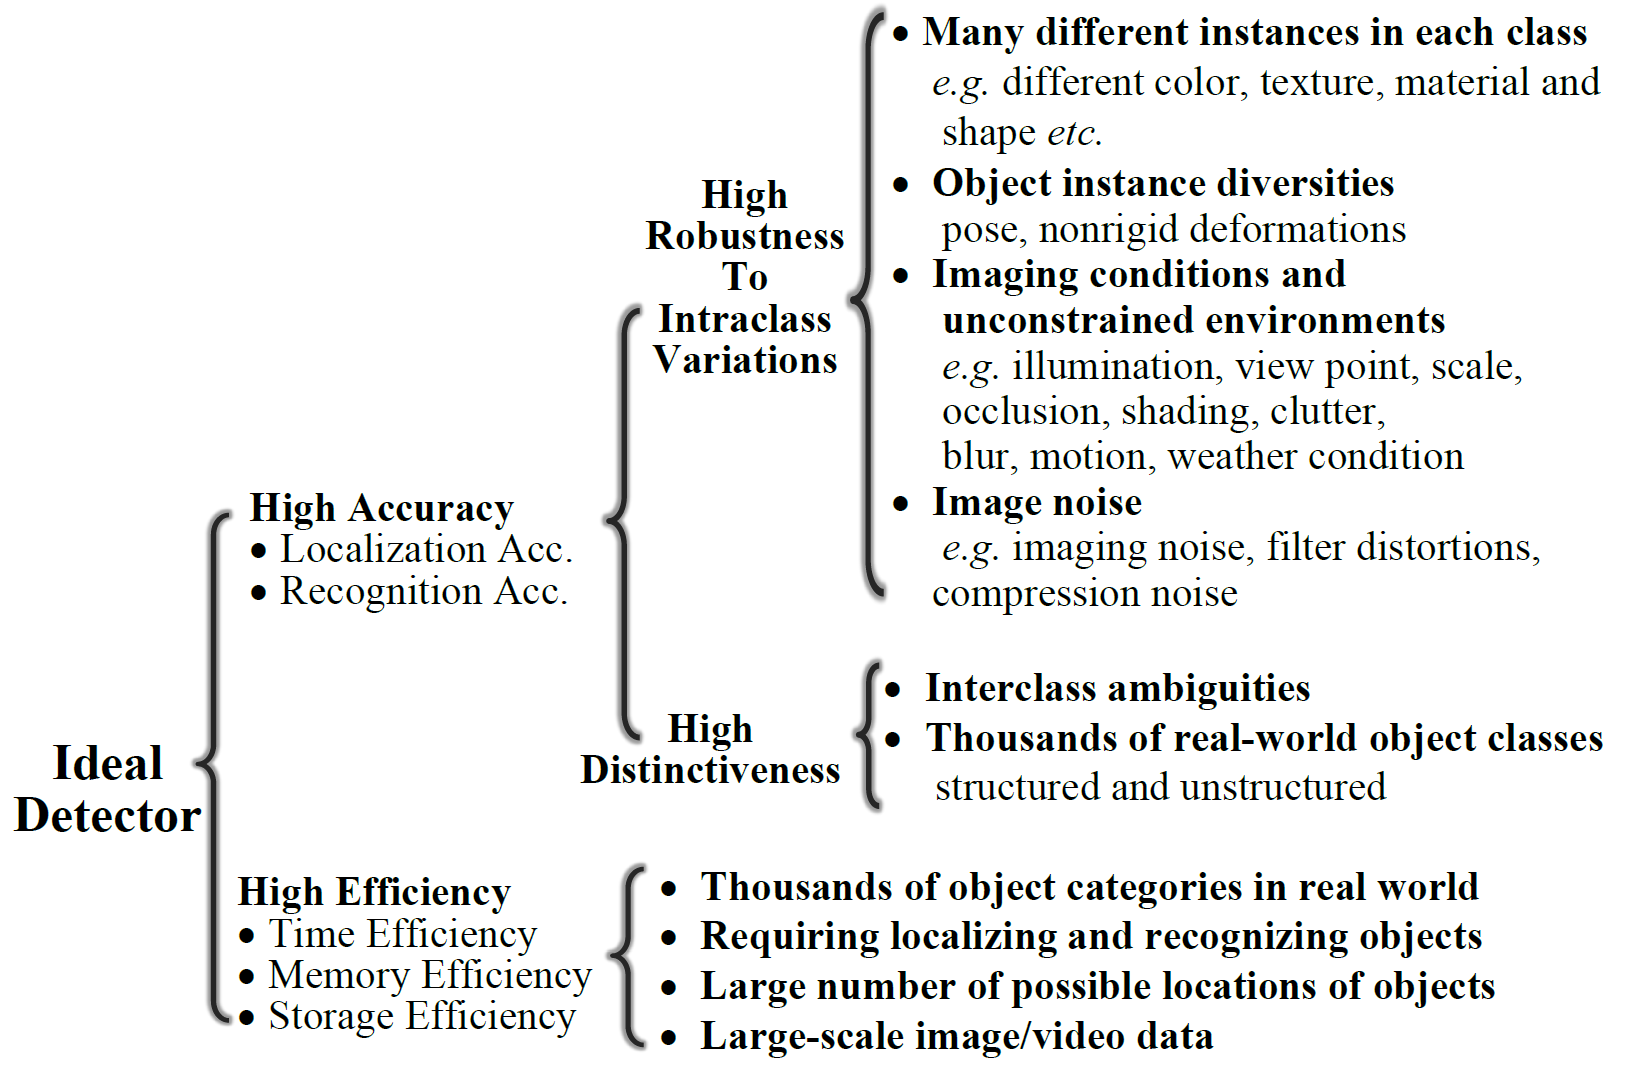 Ideal
Detector
High Accuracy
• Localization Acc.
• Recognition Acc.
High
Robustness
To
Intraclass
Variations
• Many different instances in each class
e.g. different color, texture, material and
shape etc.
• Object instance diversities
pose, nonrigid deformations
• Imaging conditions and
unconstrained environments
e.g. illumination, view point, scale,
occlusion, shading, clutter,
blur, motion, weather condition
• Image noise
e.g. imaging noise, filter distortions,
compression noise
High
Distinctiveness
• Interclass ambiguities
• Thousands of real-world object classes
structured and unstructured
High Efficiency
• Time Efficiency
• Memory Efficiency
• Storage Efficiency
• Thousands of object categories in real world
• Requiring localizing and recognizing objects
• Large number of possible locations of objects
• Large-scale image/video data